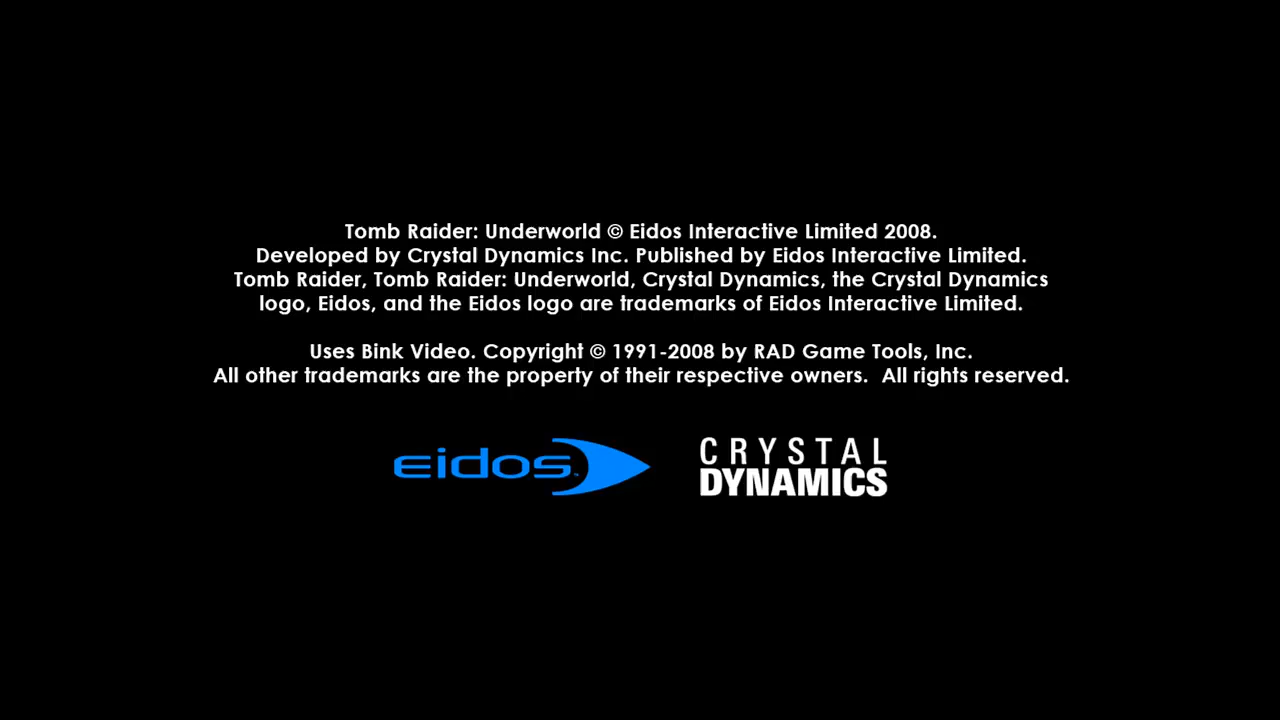 Tomb Raider: Underworld © Eidos Interactive Limited 2008.
Developed by Crystal Dynamics Inc. Published by Eidos Interactive Limited.
Tomb Raider, Tomb Raider: Underworld, Crystal Dynamics, the Crystal Dynamics
logo, Eidos, and the Eidos logo are trademarks of Eidos Interactive Limited.
Uses Bink Video. Copyright © 1991-2008 by RAD Game Tools, Inc.
All other trademarks are the property of their respective owners.  All rights reserved.
eidos™
CRYSTAL
DYNAMICS